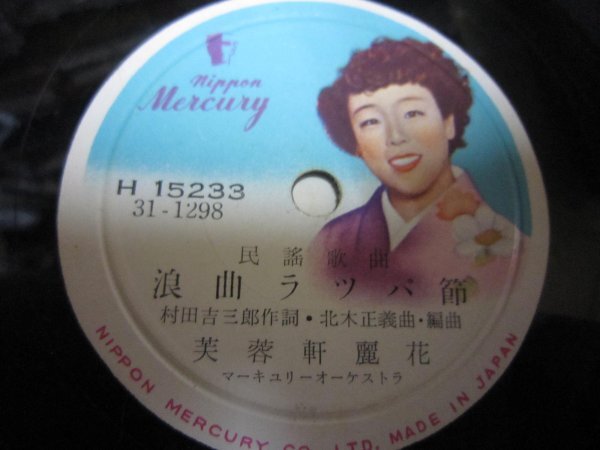 Nippon
Mercury
H 15233
31-1298
民謡歌曲
浪曲ラツパ節
村田吉三郎作詞・北木正義曲・編曲
芙蓉軒麗花
マーキユリーオーケストラ
NIPPON MERCURY CO., LTD. MADE IN JAPAN